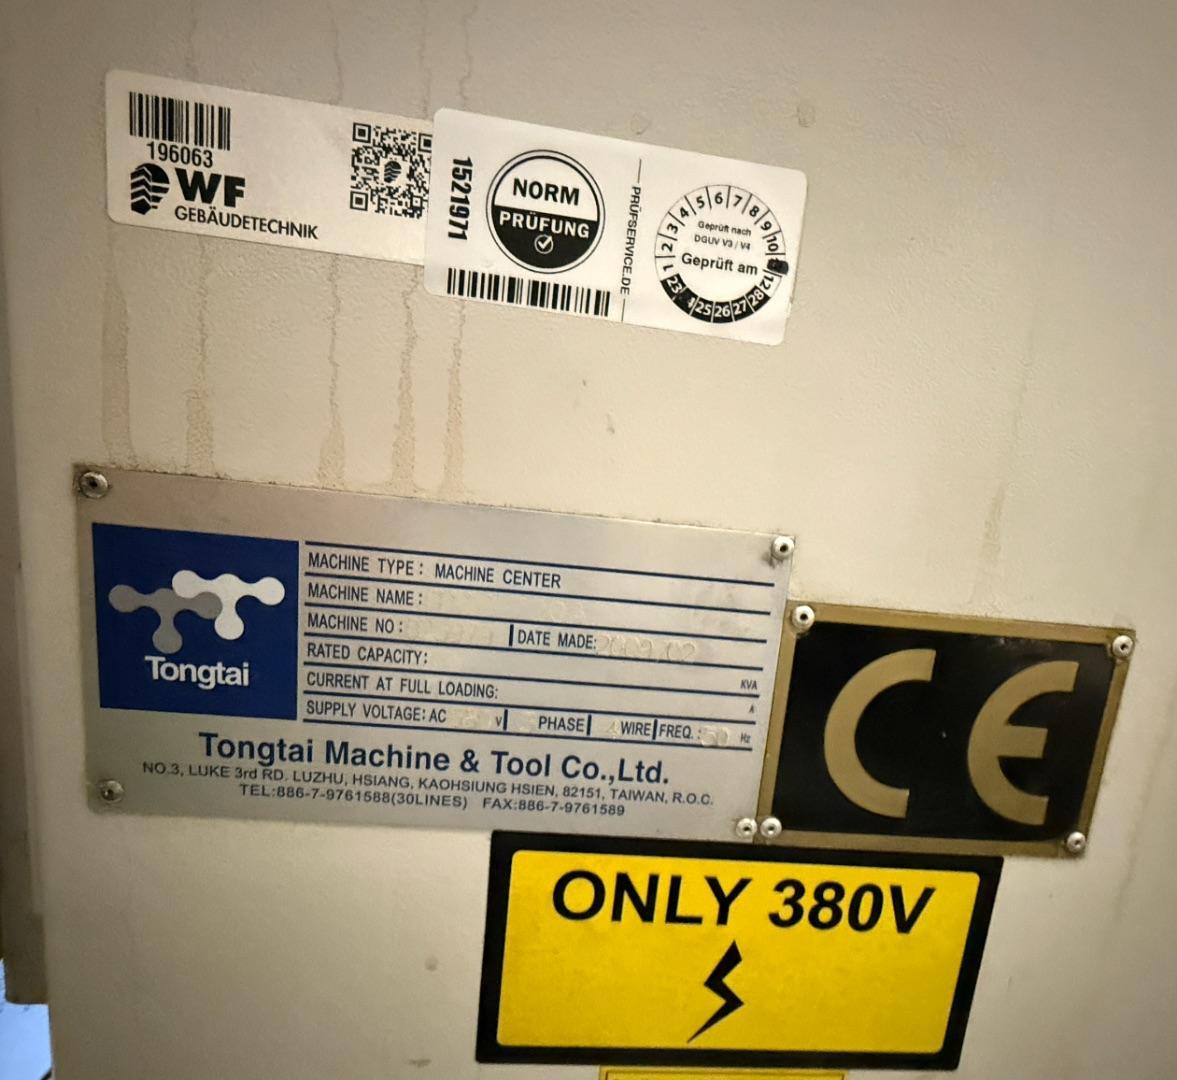 196063
WF
GEBÄUDETECHNIK
1521971
NORM
PRÜFUNG
PRÜFSERVICE.DE
1 2 3 4 5 6 7 8 9 10 12
Geprüft nach
DGUV V3 / V4
Geprüft am
23 25 26 27 28
Tongtai
MACHINE TYPE: MACHINE CENTER
MACHINE NAME:
MACHINE NO: DATE MADE: 2009.02
RATED CAPACITY: KVA
CURRENT AT FULL LOADING: A
SUPPLY VOLTAGE: AC V PHASE WIRE FREQ.: 50 Hz
Tongtai Machine & Tool Co.,Ltd.
NO.3, LUKE 3rd RD. LUZHU, HSIANG, KAOHSIUNG HSIEN, 82151, TAIWAN, R.O.C.
TEL:886-7-9761588(30LINES) FAX:886-7-9761589
CE
ONLY 380V